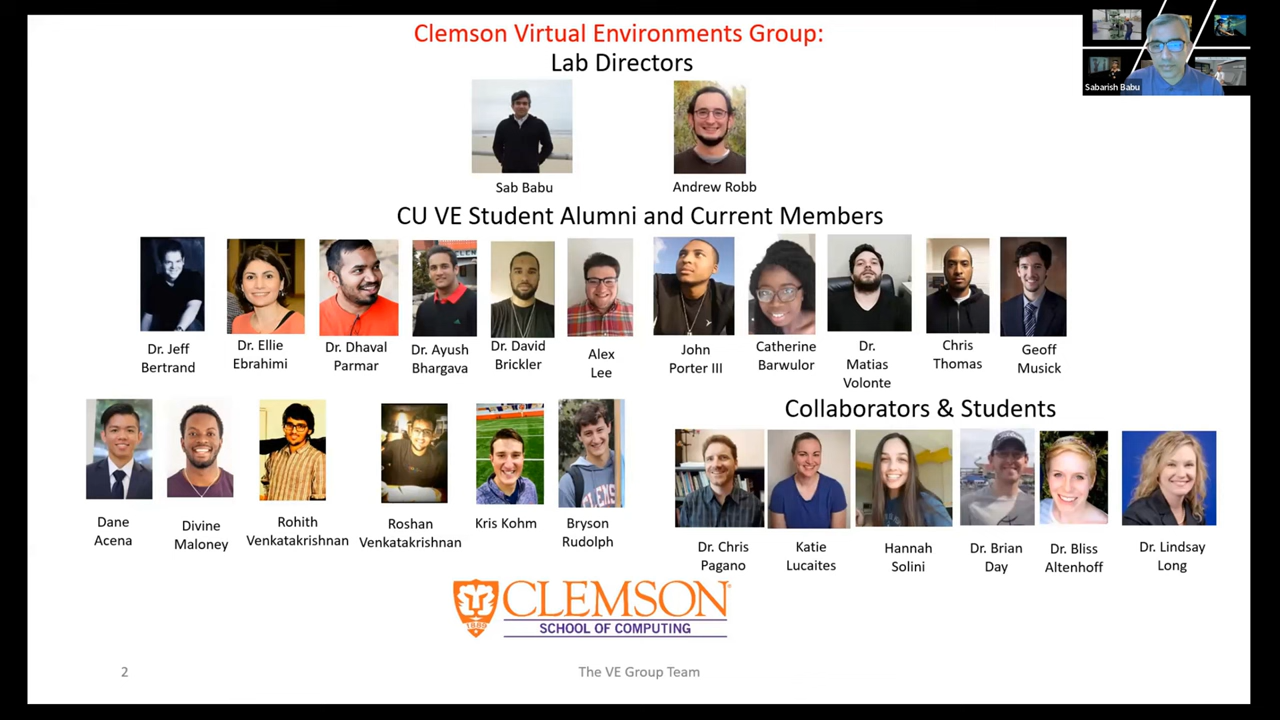 Clemson Virtual Environments Group:
Lab Directors
Sabarish Babu
Sab Babu
Andrew Robb
CU VE Student Alumni and Current Members
Dr. Jeff
Bertrand
Dr. Ellie
Ebrahimi
Dr. Dhaval
Parmar
Dr. Ayush
Bhargava
Dr. David
Brickler
Alex
Lee
John
Porter III
Catherine
Barwulor
Dr.
Matias
Volonte
Chris
Thomas
Geoff
Musick
Dane
Acena
Divine
Maloney
Rohith
Venkatakrishnan
Roshan
Venkatakrishnan
Kris Kohm
Bryson
Rudolph
Collaborators & Students
Dr. Chris
Pagano
Katie
Lucaites
Hannah
Solini
Dr. Brian
Day
Dr. Bliss
Altenhoff
Dr. Lindsay
Long
1889
CLEMSON
SCHOOL OF COMPUTING
2
The VE Group Team